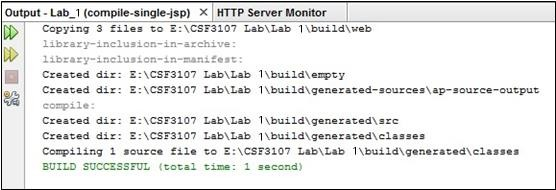 Output - Lab_1 (compile-single-jsp) X HTTP Server Monitor
Copying 3 files to E:\CSF3107 Lab\Lab 1\build\web
library-inclusion-in-archive:
library-inclusion-in-manifest:
Created dir: E:\CSF3107 Lab\Lab 1\build\empty
Created dir: E:\CSF3107 Lab\Lab 1\build\generated-sources\ap-source-output
compile:
Created dir: E:\CSF3107 Lab\Lab 1\build\generated\src
Created dir: E:\CSF3107 Lab\Lab 1\build\generated\classes
Compiling 1 source file to E:\CSF3107 Lab\Lab 1\build\generated\classes
BUILD SUCCESSFUL (total time: 1 second)